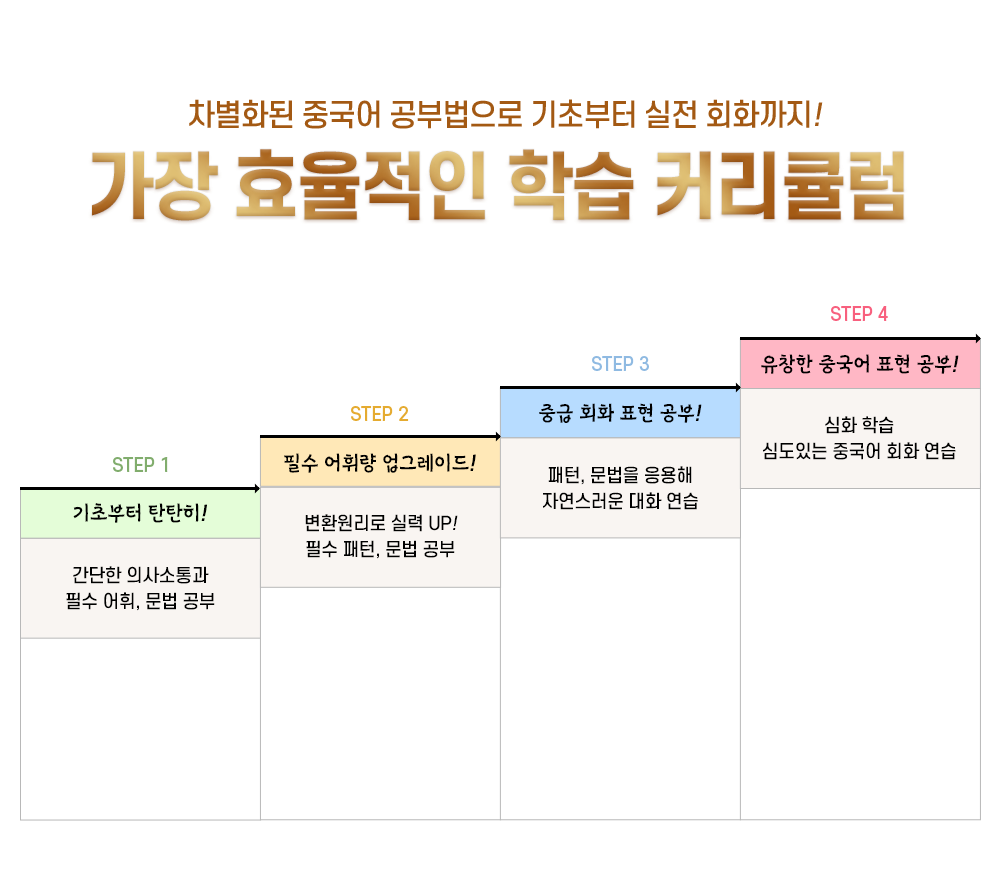 차별화된 중국어 공부법으로 기초부터 실전 회화까지!
가장 효율적인 학습 커리큘럼
STEP 1
기초부터 탄탄히!
간단한 의사소통과
필수 어휘, 문법 공부
STEP 2
필수 어휘량 업그레이드!
변환원리로 실력 UP!
필수 패턴, 문법 공부
STEP 3
중급 회화 표현 공부!
패턴, 문법을 응용해
자연스러운 대화 연습
STEP 4
유창한 중국어 표현 공부!
심화 학습
심도있는 중국어 회화 연습